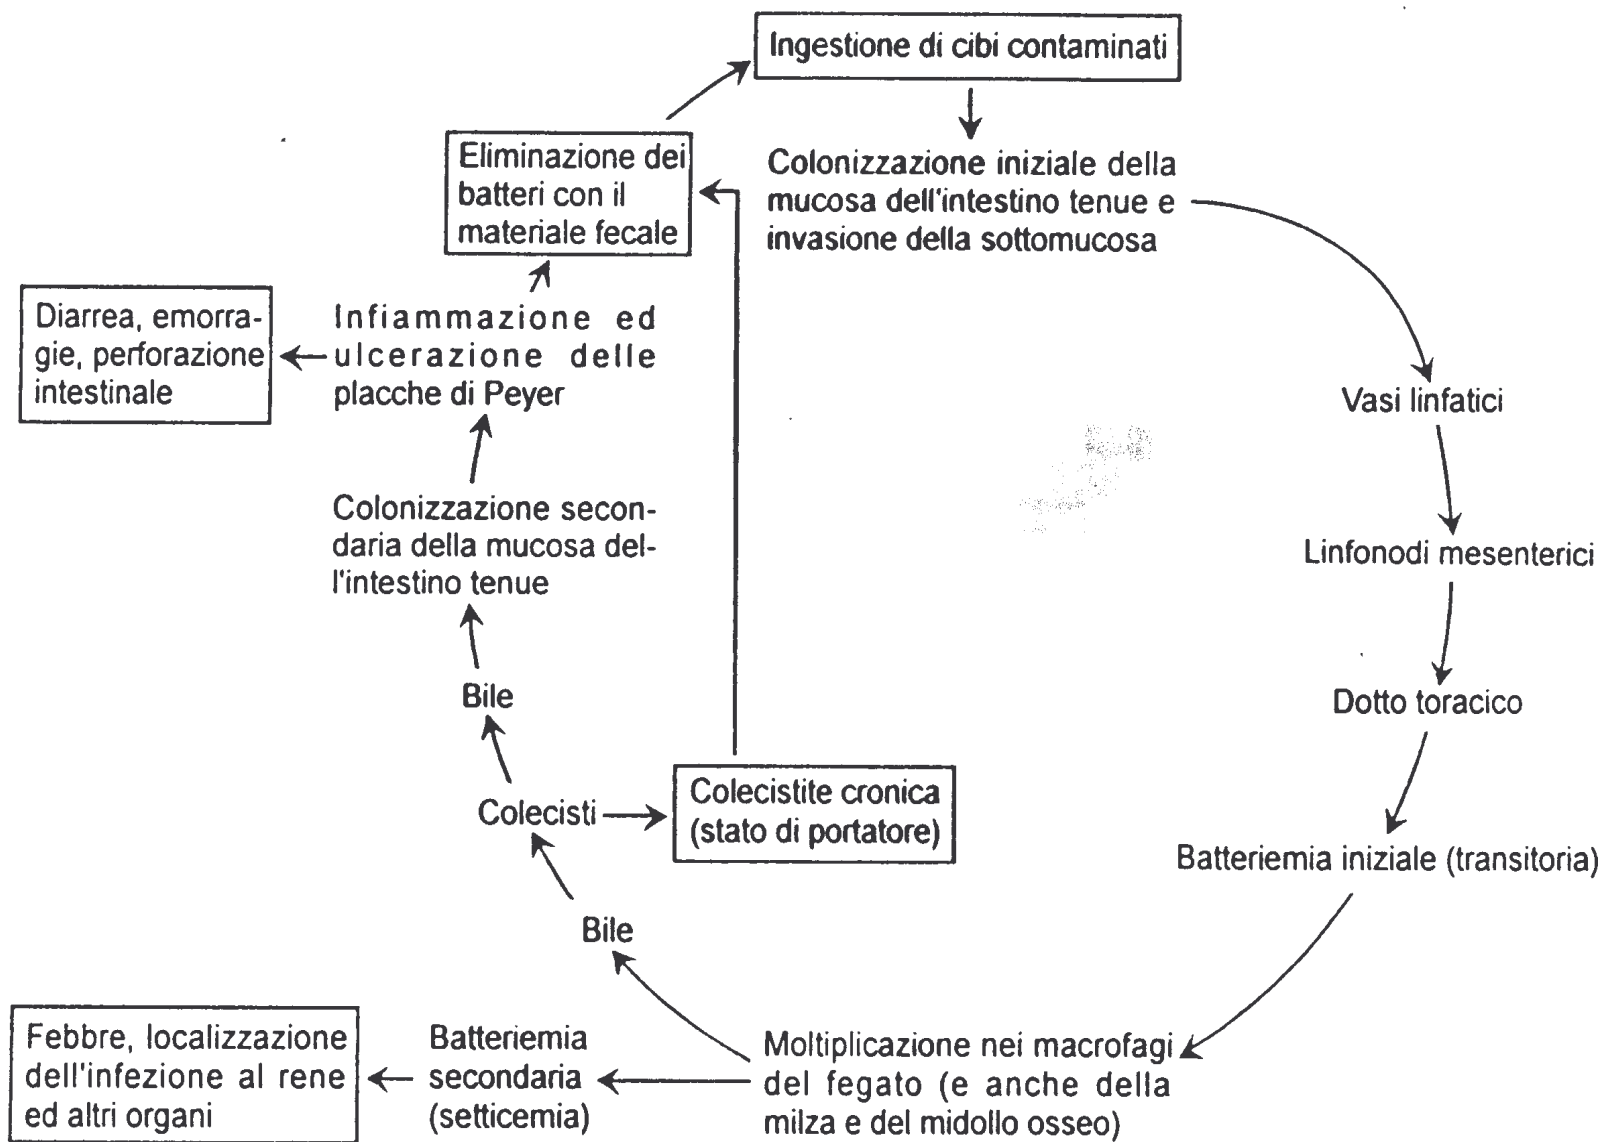 Ingestione di cibi contaminati
Colonizzazione iniziale della
mucosa dell'intestino tenue e
invasione della sottomucosa
Vasi linfatici
Linfonodi mesenterici
Dotto toracico
Batteriemia iniziale (transitoria)
Moltiplicazione nei macrofagi
del fegato (e anche della
milza e del midollo osseo)
Batteriemia
secondaria
(setticemia)
Febbre, localizzazione
dell'infezione al rene
ed altri organi
Bile
Colecisti
Colecistite cronica
(stato di portatore)
Bile
Colonizzazione secon-
daria della mucosa del-
l'intestino tenue
Infiammazione ed
ulcerazione delle
placche di Peyer
Diarrea, emorra-
gie, perforazione
intestinale
Eliminazione dei
batteri con il
materiale fecale